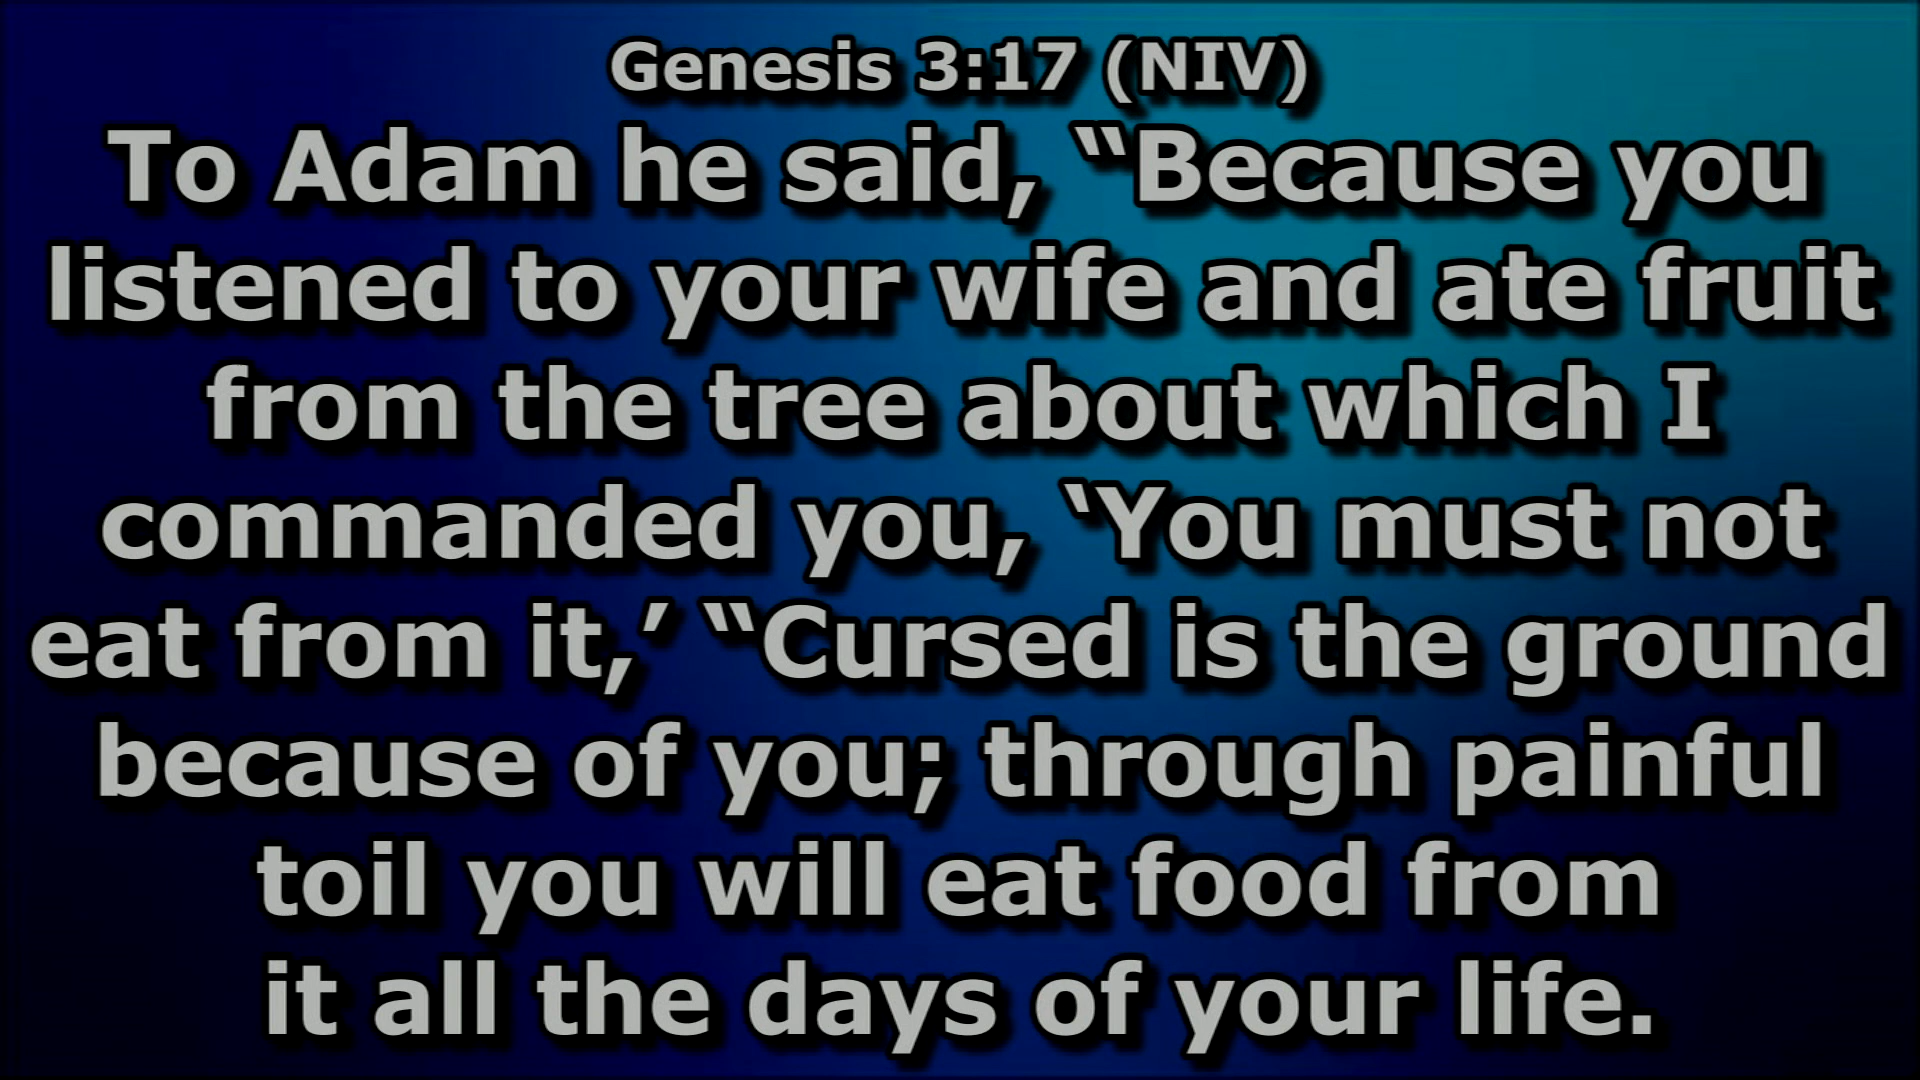 Genesis 3:17 (NIV)
To Adam he said, “Because you
listened to your wife and ate fruit
from the tree about which I
commanded you, ‘You must not
eat from it,’ “Cursed is the ground
because of you; through painful
toil you will eat food from
it all the days of your life.